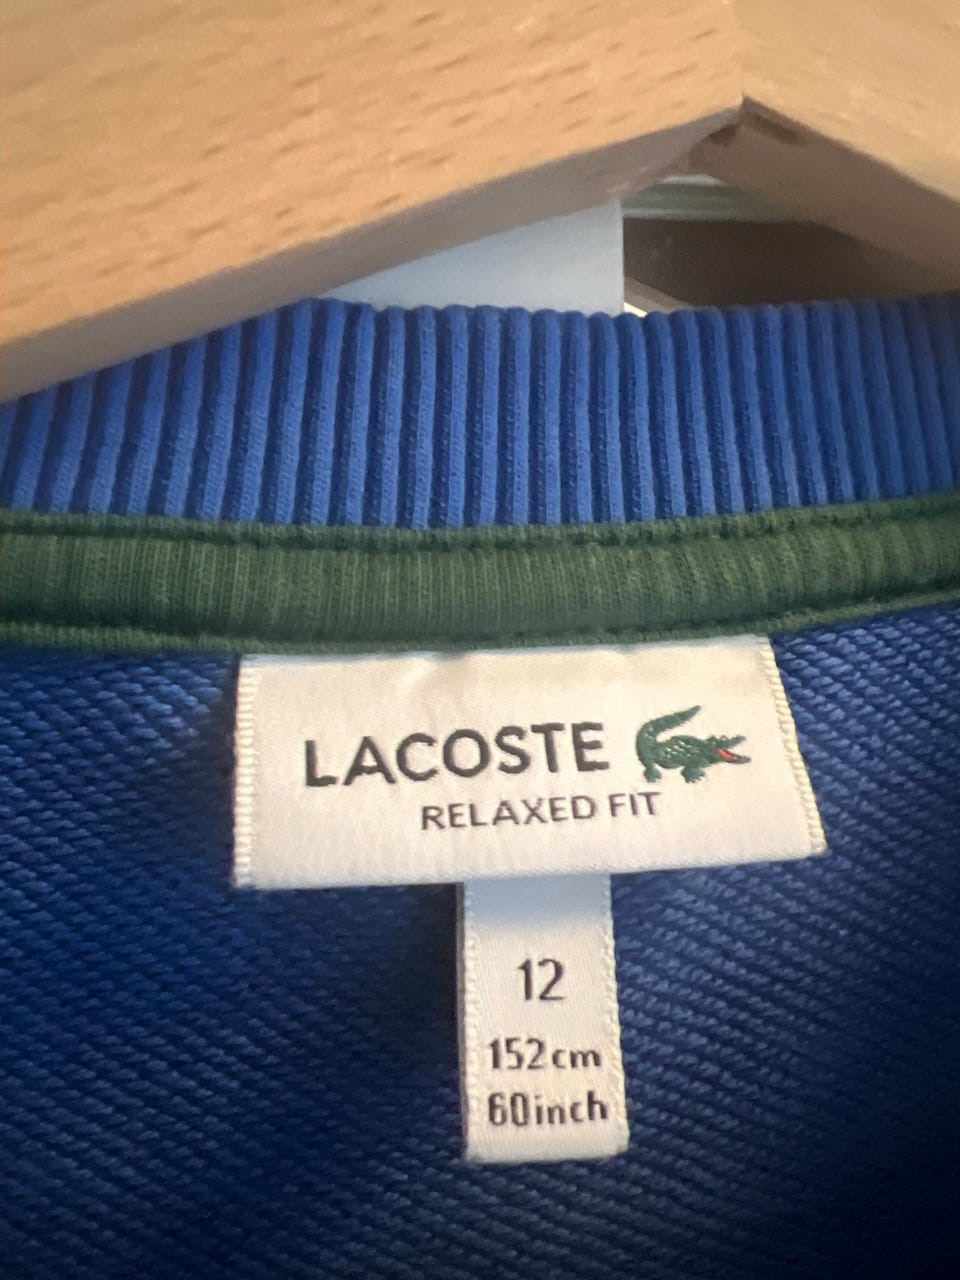 LACOSTE
RELAXED FIT
12
152cm
60inch